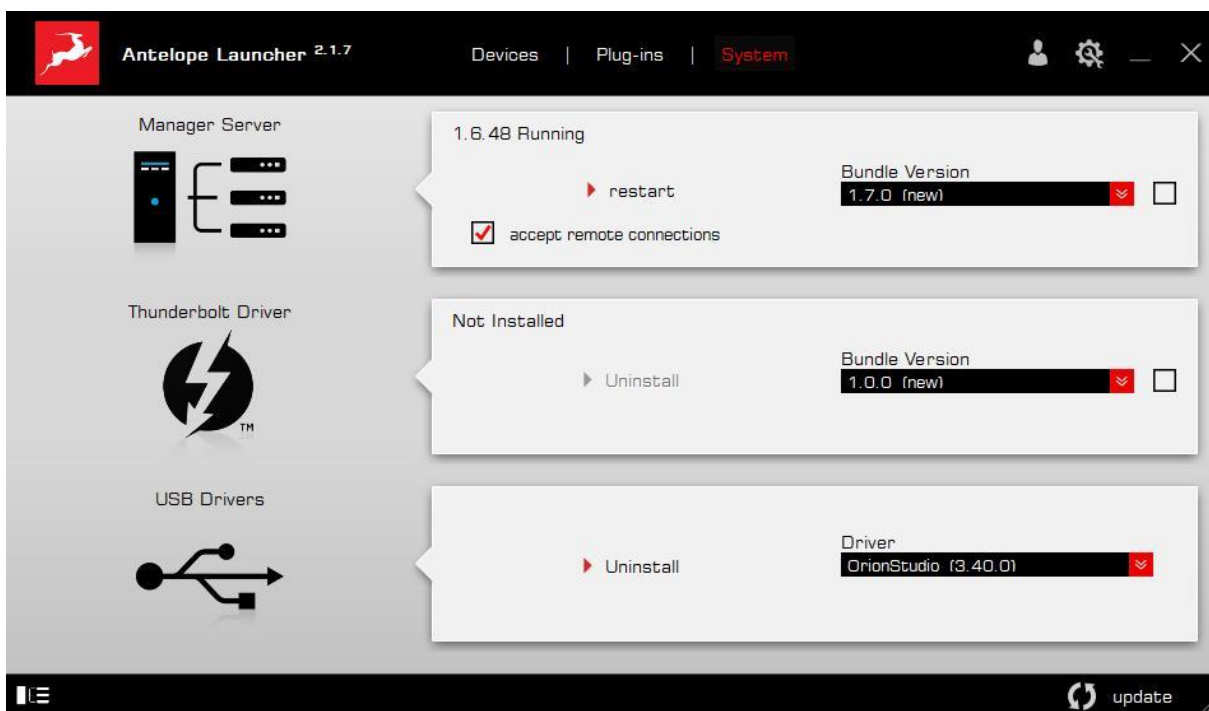 Antelope Launcher 2.1.7
Devices | Plug-ins | System
Manager Server
1.6.48 Running
restart
Bundle Version
1.7.0 (new)
accept remote connections
Thunderbolt Driver
TM
Not Installed
Uninstall
Bundle Version
1.0.0 (new)
USB Drivers
Uninstall
Driver
OrionStudio (3.40.0)
update